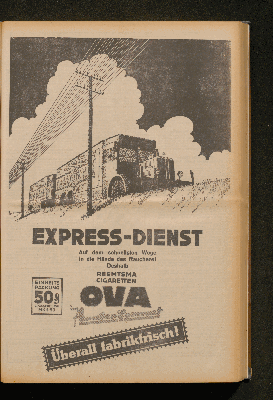 EXPRESS-DIENST
Auf dem schnellsten Wege
in die Hände des Rauchers!
Deshalb
REEMTSMA
CIGARETTEN
EINHEITS
PACKUNG
50
OVA
Überall fabrikfrisch!